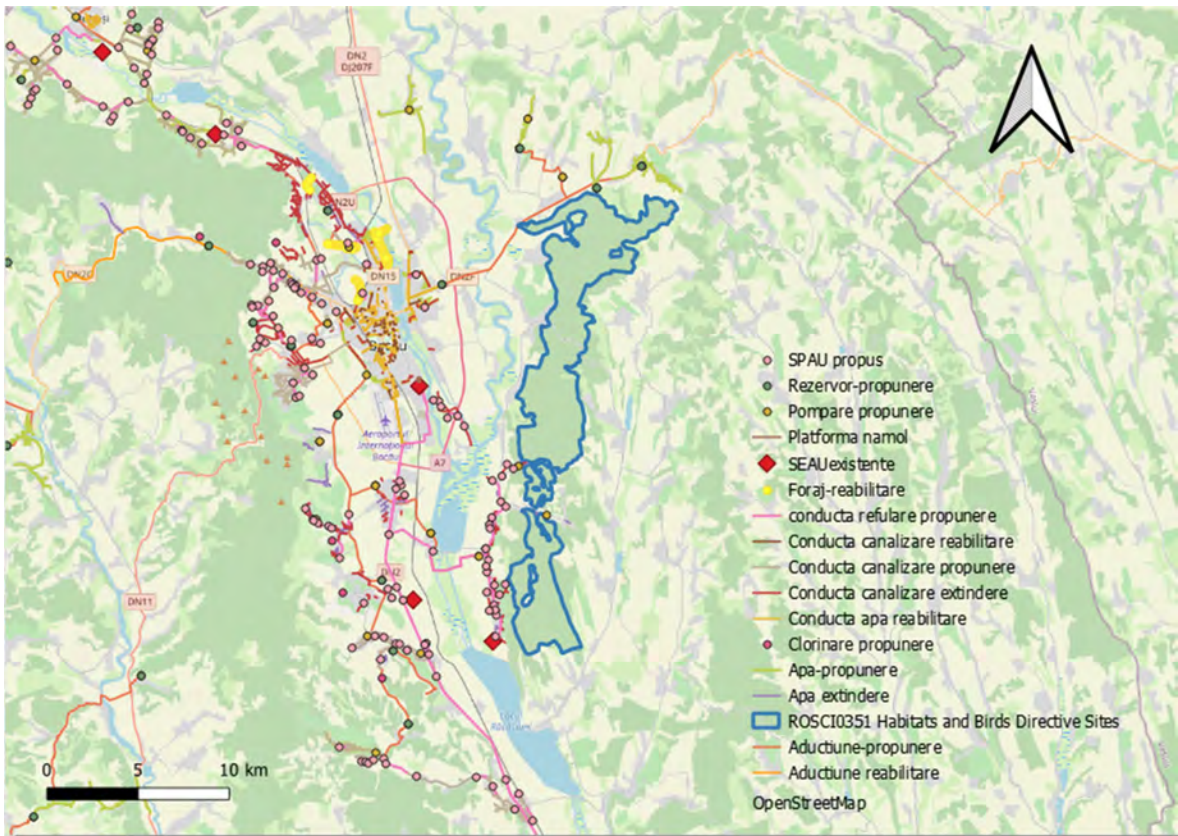 DN2
DJ207F
N2U
DN2G
DN15
DN2F
Bacău
Aeroportul
Internațional
Bacău
A7
DN2
DN11
Lacu
SPAU propus
Rezervor-propunere
Pompare propunere
Platforma namol
SEAUexistente
Foraj-reabilitare
conducta refulare propunere
Conducta canalizare reabilitare
Conducta canalizare propunere
Conducta canalizare extindere
Conducta apa reabilitare
Clorinare propunere
Apa-propunere
Apa extindere
ROSCI0351 Habitats and Birds Directive Sites
Aductiune-propunere
Aductiune reabilitare
OpenStreetMap
0 5 10 km